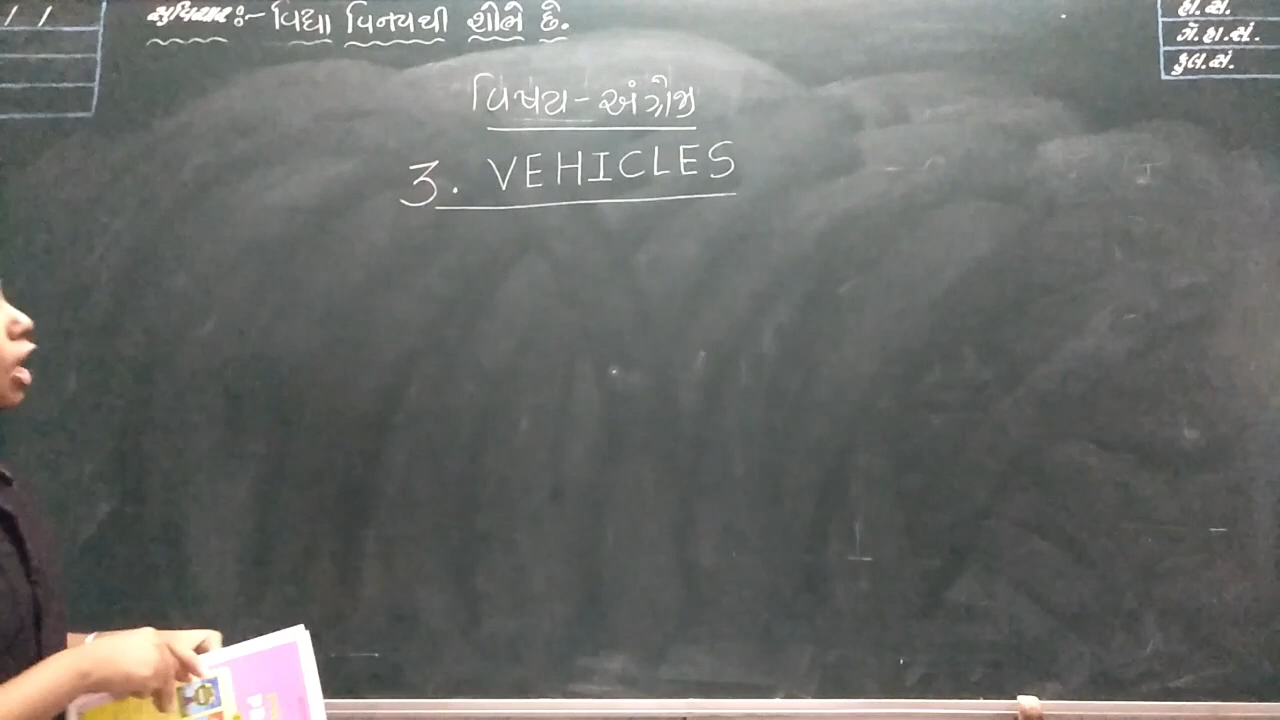 / /
સુવિચાર :- વિદ્યા વિનયથી શોભે છે.
હા.સં.
ગે.હા.સં.
કુલ.સં.
વિષય - અંગ્રેજી
3. VEHICLES